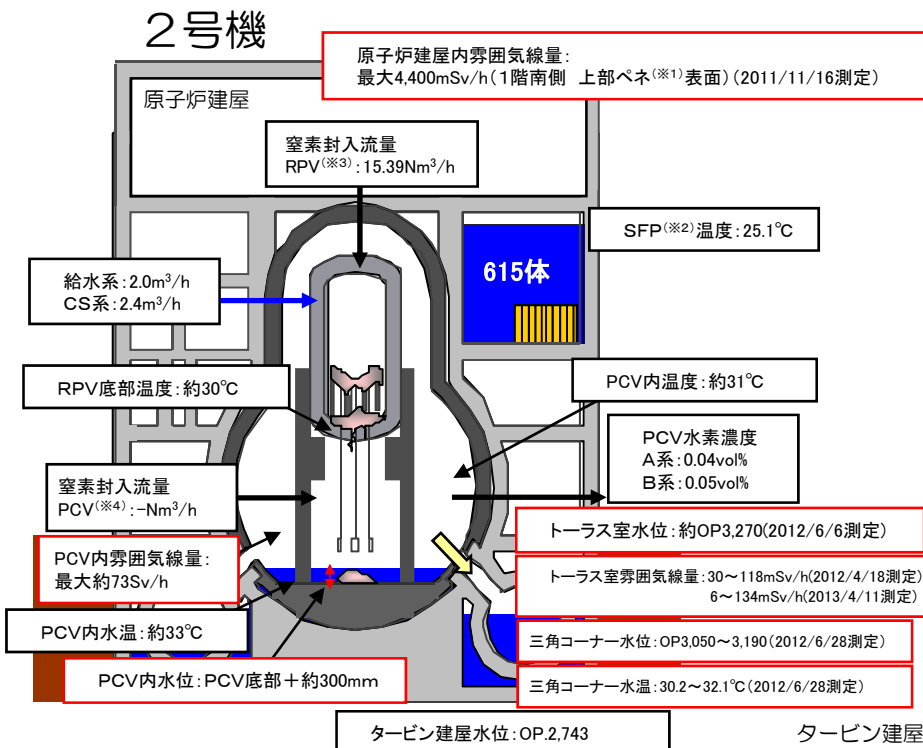 2号機
原子炉建屋内雰囲気線量:
最大4,400mSv/h(1階南側 上部ペネ(※1)表面)(2011/11/16測定)
原子炉建屋
窒素封入流量
RPV(※3):15.39Nm³/h
SFP(※2)温度:25.1℃
615体
給水系:2.0m³/h
CS系:2.4m³/h
RPV底部温度:約30℃
PCV内温度:約31℃
PCV水素濃度
A系:0.04vol%
B系:0.05vol%
窒素封入流量
PCV(※4):-Nm³/h
トーラス室水位:約OP3,270(2012/6/6測定)
PCV内雰囲気線量:
最大約73Sv/h
トーラス室雰囲気線量:30～118mSv/h(2012/4/18測定)
6～134mSv/h(2013/4/11測定)
PCV内水温:約33℃
三角コーナー水位:OP3,050～3,190(2012/6/28測定)
PCV内水位:PCV底部+約300mm
三角コーナー水温:30.2～32.1℃(2012/6/28測定)
タービン建屋水位:OP.2,743
タービン建屋